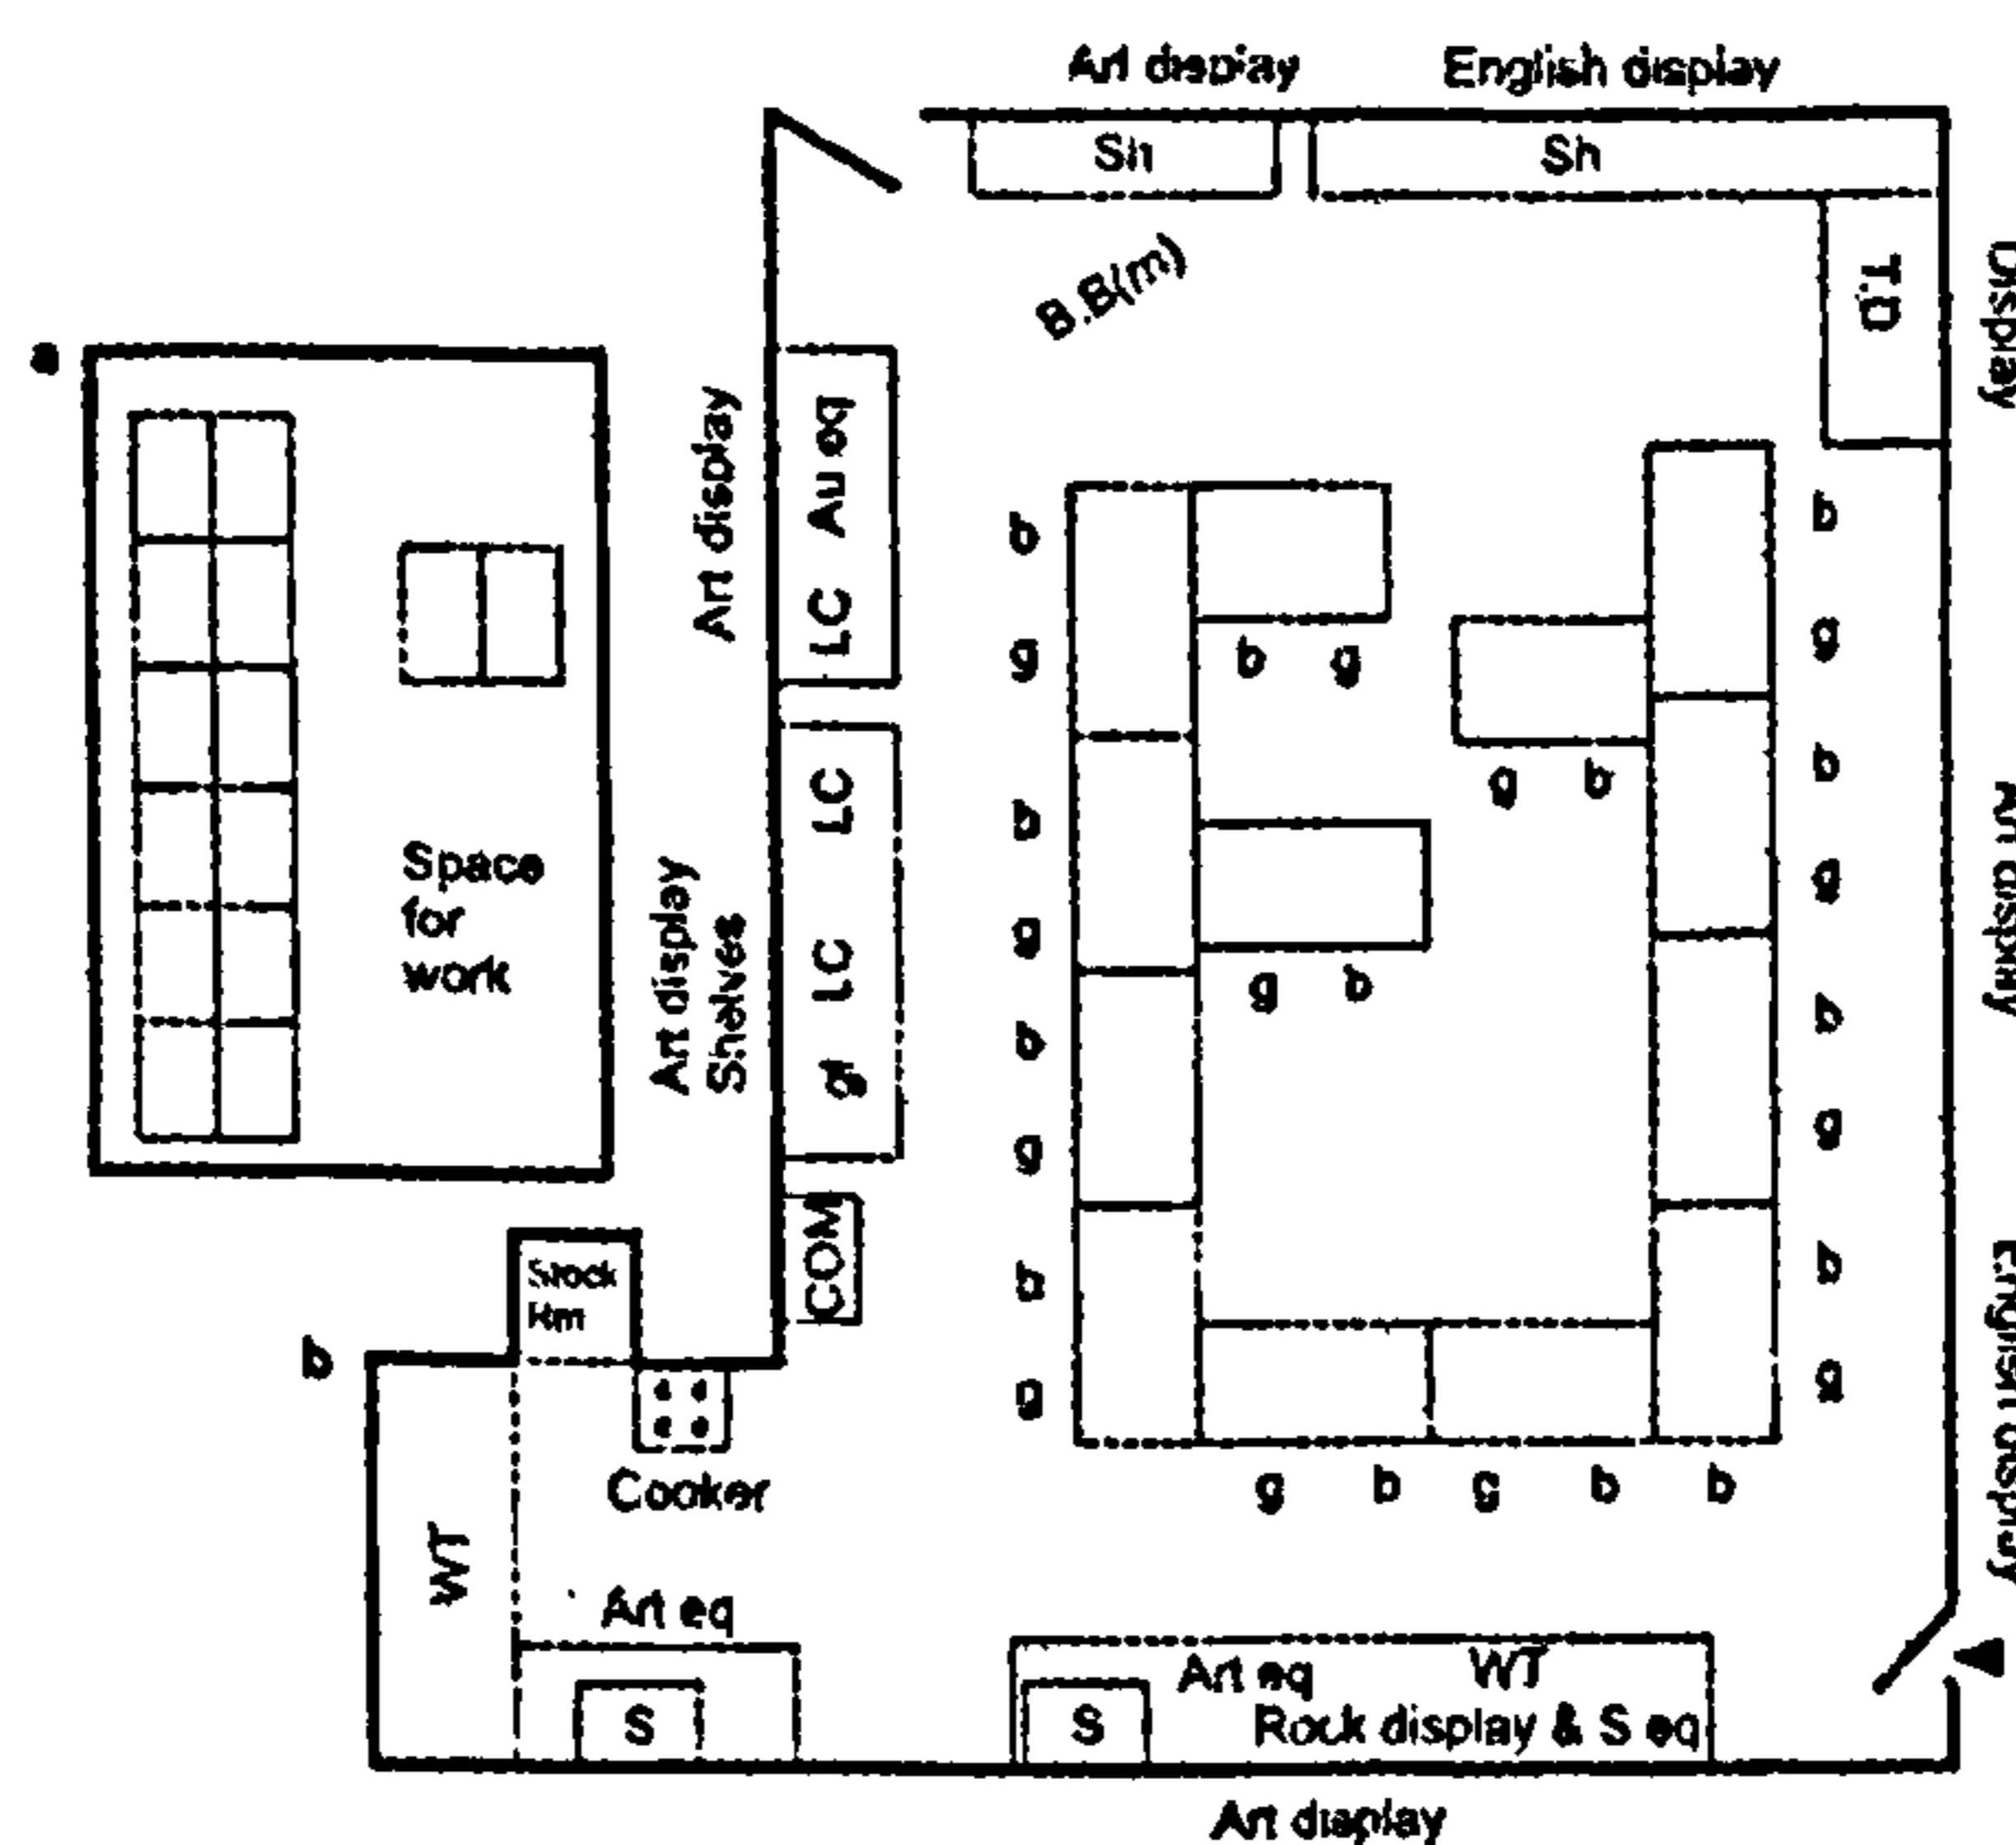 Art display English display
Sh Sh
B.B(m)
T.D
Display
a
Art display
Au eq
LC
b b
g b g g
LC
b g b b
Space
for
work
Art display
Shelves
LC
g g
g b
b b
gf
g g
COM
Stock
Rm
b b
b
g g
Cooker
g b g b b
Art display
English display
WT
Art eq
S
Art eq WT
S Rock display & S eq
Art display